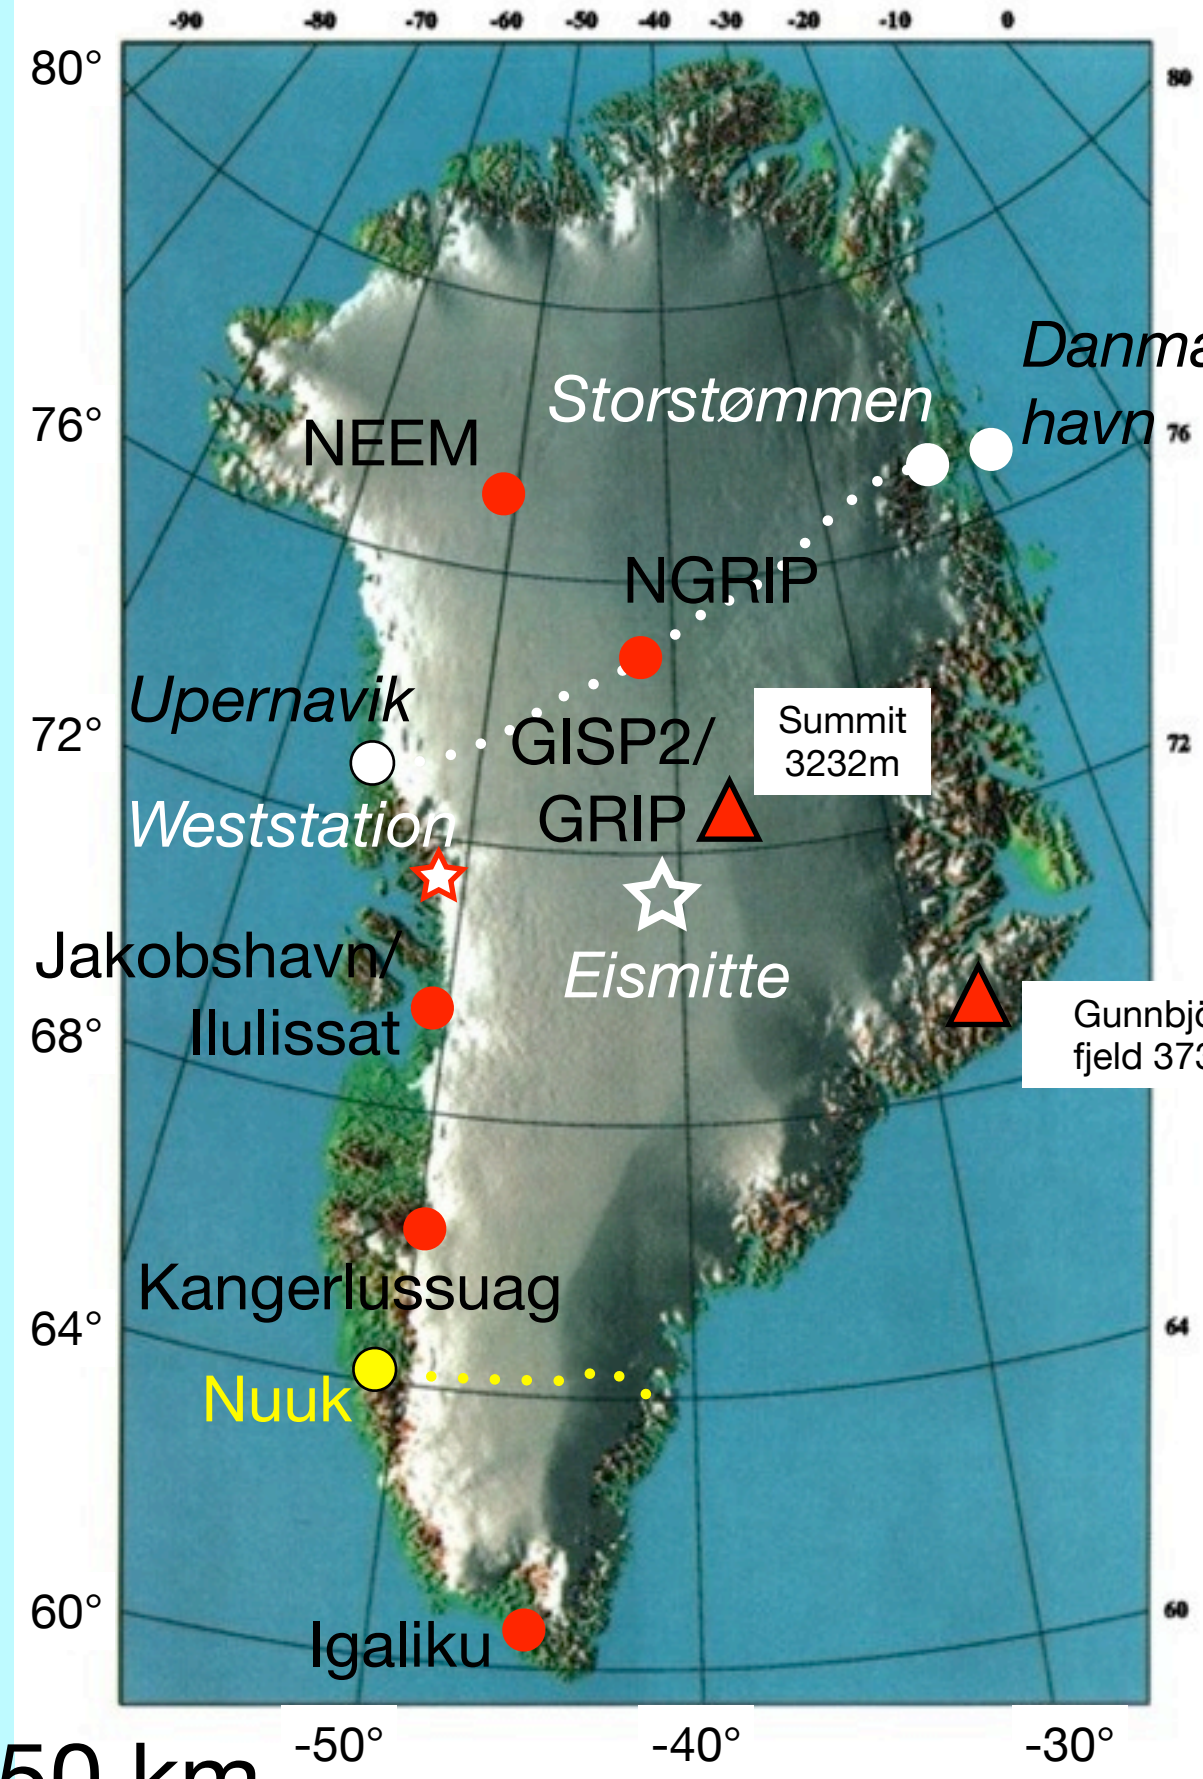 -90 -80 -70 -60 -50 -40 -30 -20 -10 0
80°
80
Danma
havn
Storstømmen
76°
76
NEEM
NGRIP
Upernavik
72°
72
Summit
3232m
GISP2/
GRIP
Weststation
Eismitte
Jakobshavn/
Ilulissat
68°
Gunnbjö
fjeld 373
Kangerlussuag
64°
64
Nuuk
60°
60
Igaliku
-50° -40° -30°
50 km